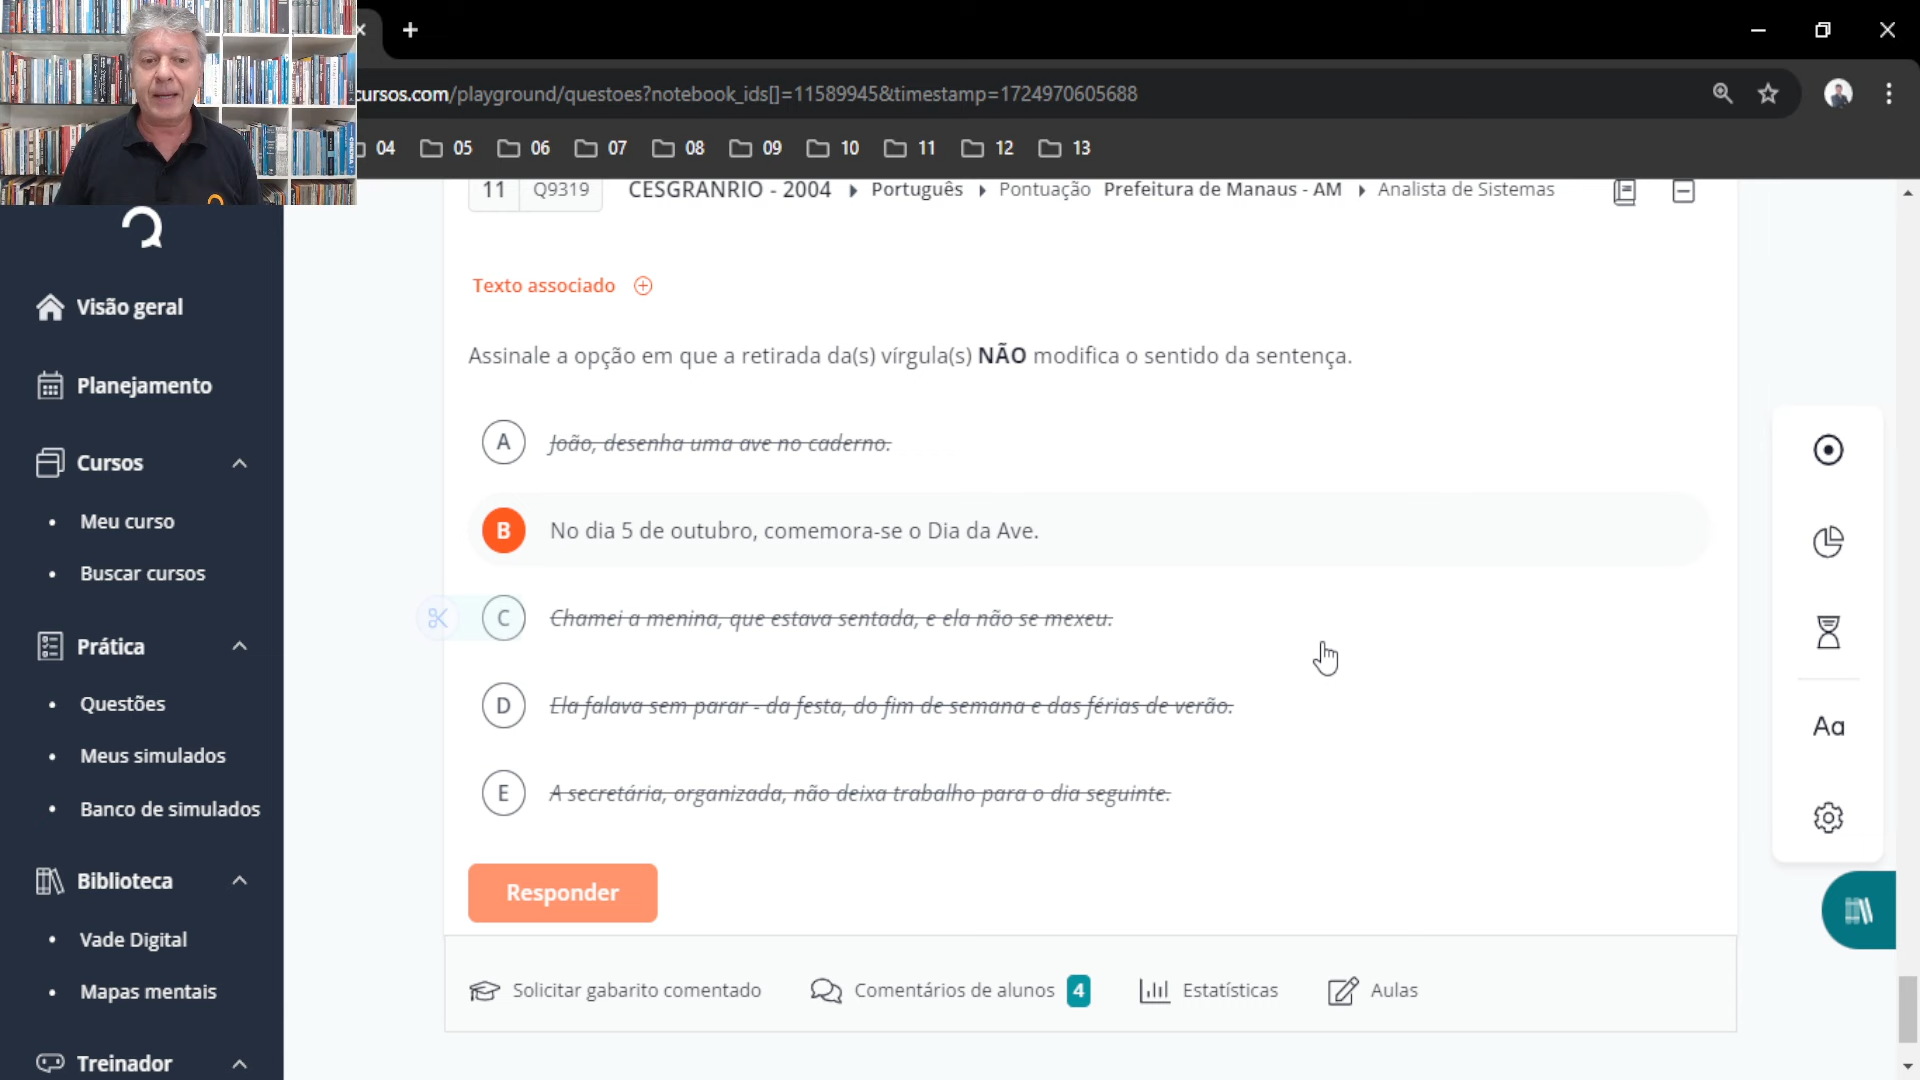 cursos.com/playground/questoes?notebook_ids[]=11589945&timestamp=1724970605688
04 05 06 07 08 09 10 11 12 13
11 Q9319 CESGRANRIO - 2004 Português Pontuação Prefeitura de Manaus - AM Analista de Sistemas
Texto associado
Assinale a opção em que a retirada da(s) vírgula(s) NÃO modifica o sentido da sentença.
A João, desenha uma ave no caderno.
B No dia 5 de outubro, comemora-se o Dia da Ave.
C Chamei a menina, que estava sentada, e ela não se mexeu.
D Ela falava sem parar - da festa, do fim de semana e das férias de verão.
E A secretária, organizada, não deixa trabalho para o dia seguinte.
Responder
Solicitar gabarito comentado Comentários de alunos 4 Estatísticas Aulas
Visão geral
Planejamento
Cursos
• Meu curso
• Buscar cursos
Prática
• Questões
• Meus simulados
• Banco de simulados
Biblioteca
• Vade Digital
• Mapas mentais
Treinador
Aa